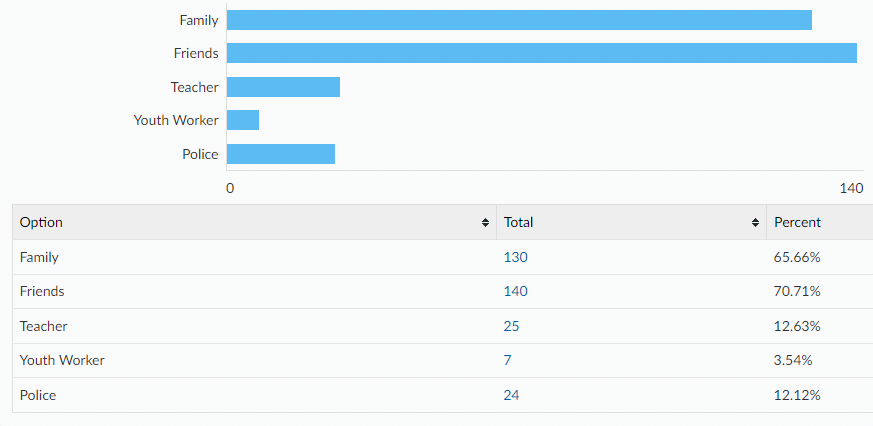 Family
Friends
Teacher
Youth Worker
Police
0 140
Option Total Percent
Family 130 65.66%
Friends 140 70.71%
Teacher 25 12.63%
Youth Worker 7 3.54%
Police 24 12.12%